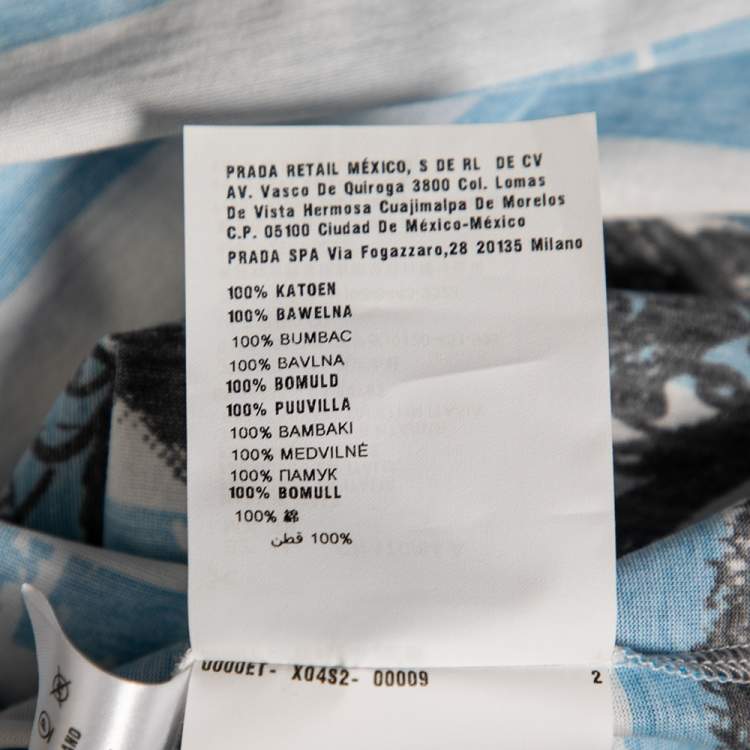 PRADA RETAIL MÉXICO, S DE RL DE CV
AV. Vasco De Quiroga 3800 Col. Lomas
De Vista Hermosa Cuajimalpa De Morelos
C.P. 05100 Ciudad De México-México
PRADA SPA Via Fogazzaro,28 20135 Milano
100% KATOEN
100% BAWELNA
100% BUMBAC
100% BAVLNA
100% BOMULD
100% PUUVILLA
100% BAMBAKI
100% MEDVILNÉ
100% ПАМУК
100% BOMULL
100% 綿
100% قطن
X04S2- 00009 2